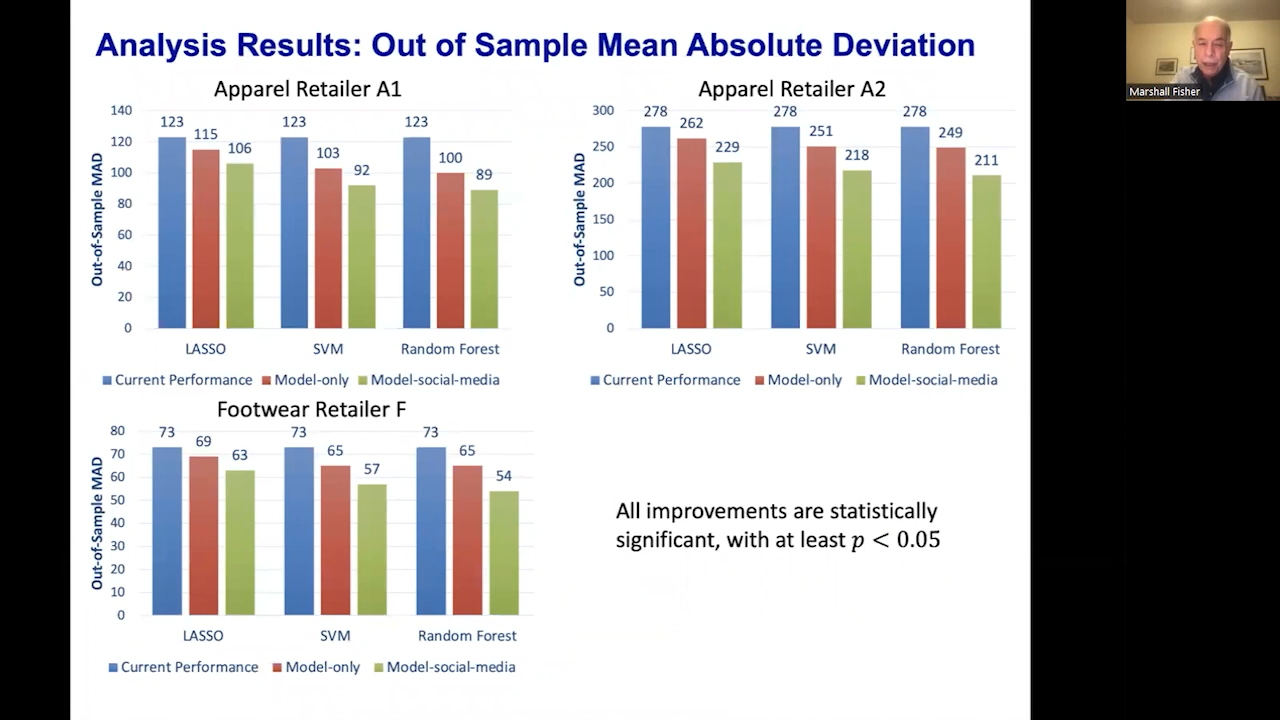 Analysis Results: Out of Sample Mean Absolute Deviation
Marshall Fisher
Apparel Retailer A1
Out-of-Sample MAD
140
120
100
80
60
40
20
0
123
115
106
123
103
92
123
100
89
LASSO
SVM
Random Forest
Current Performance Model-only Model-social-media
Apparel Retailer A2
Out-of-Sample MAD
300
250
200
150
100
50
0
278
262
229
278
251
218
278
249
211
LASSO
SVM
Random Forest
Current Performance Model-only Model-social-media
Footwear Retailer F
Out-of-Sample MAD
80
70
60
50
40
30
20
10
0
73
69
63
73
65
57
73
65
54
LASSO
SVM
Random Forest
Current Performance Model-only Model-social-media
All improvements are statistically
significant, with at least p < 0.05